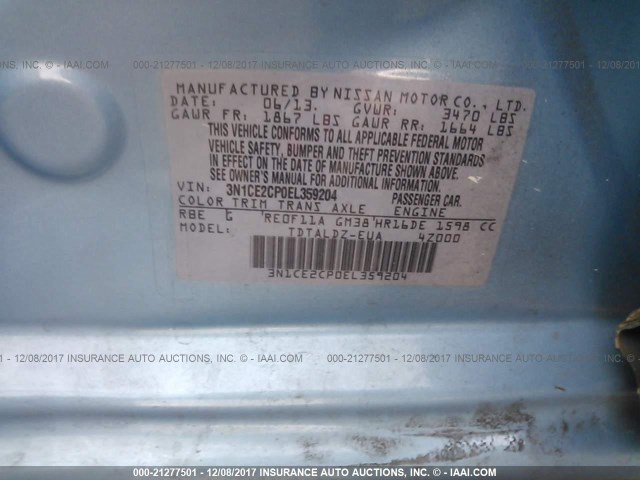 000-21277501 - 12/08/2017 INSURANCE AUTO AUCTIONS, INC. © - IAAI.COM
MANUFACTURED BY NISSAN MOTOR CO., LTD.
DATE: 06/13. GVWR: 3470 LBS
GAWR FR: 1867 LBS GAWR RR: 1664 LBS
THIS VEHICLE CONFORMS TO ALL APPLICABLE FEDERAL MOTOR
VEHICLE SAFETY, BUMPER AND THEFT PREVENTION STANDARDS
IN EFFECT ON THE DATE OF MANUFACTURE SHOWN ABOVE.
SEE OWNER'S MANUAL FOR ADDITIONAL INFORMATION.
VIN: 3N1CE2CP0EL359204 PASSENGER CAR.
COLOR TRIM TRANS AXLE ENGINE
RBE G RE0F11A GM38 HR16DE 1598 CC
MODEL: TDTALDZ-EUA 4Z000
3N1CE2CP0EL359204
000-21277501 - 12/08/2017 INSURANCE AUTO AUCTIONS, INC. © - IAAI.COM
000-21277501 - 12/08/2017 INSURANCE AUTO AUCTIONS, INC. © - IAAI.COM